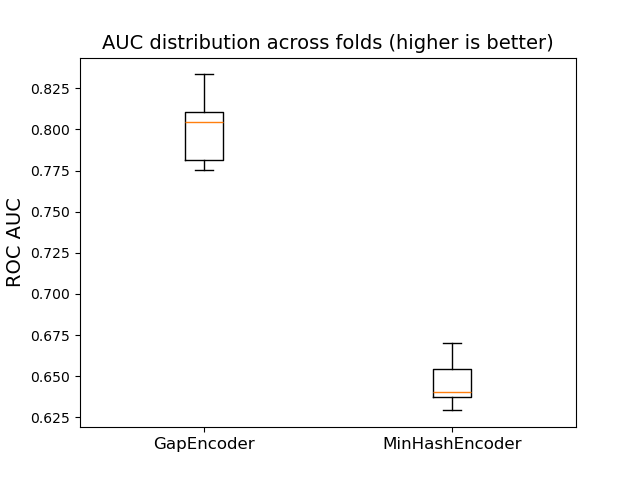 AUC distribution across folds (higher is better)
ROC AUC
0.825
0.800
0.775
0.750
0.725
0.700
0.675
0.650
0.625
GapEncoder
MinHashEncoder